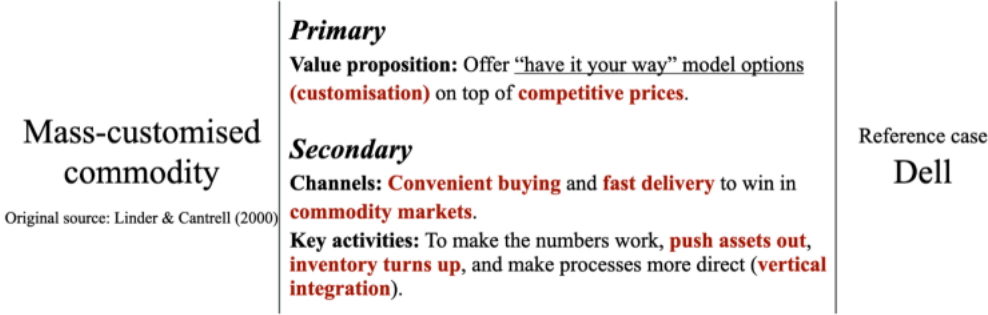 Mass-customised
commodity
Original source: Linder & Cantrell (2000)
Primary
Value proposition: Offer “have it your way” model options
(customisation) on top of competitive prices.
Secondary
Channels: Convenient buying and fast delivery to win in
commodity markets.
Key activities: To make the numbers work, push assets out,
inventory turns up, and make processes more direct (vertical
integration).
Reference case
Dell